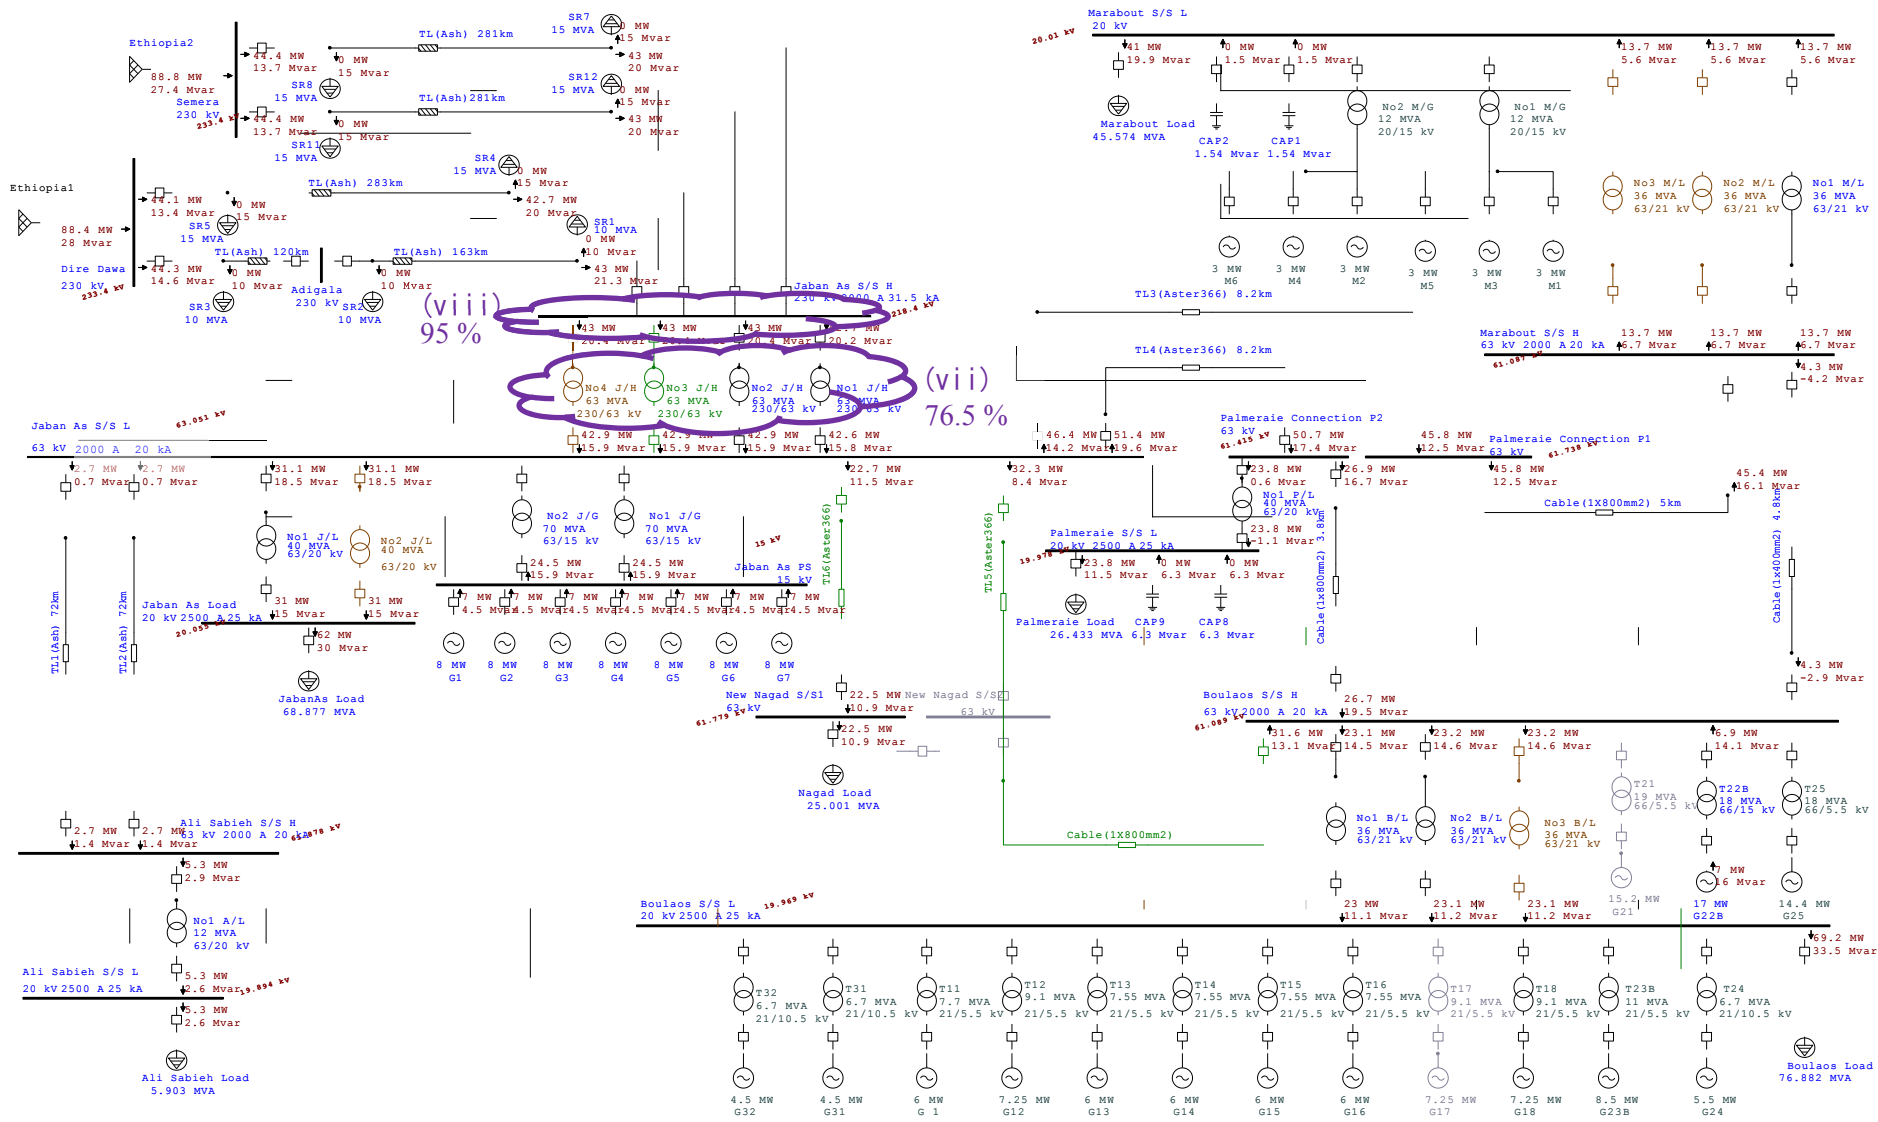 Ethiopia2
88.8 MW
27.4 Mvar
Semera
230 kV
233.4 kV
44.4 MW
13.7 Mvar
0 MW
15 Mvar
TL(Ash) 281km
SR7
15 MVA
0 MW
15 Mvar
43 MW
20 Mvar
SR8
15 MVA
44.4 MW
13.7 Mvar
0 MW
15 Mvar
TL(Ash)281km
SR12
15 MVA
0 MW
15 Mvar
43 MW
20 Mvar
SR11
15 MVA
Ethiopia1
88.4 MW
28 Mvar
Dire Dawa
230 kV
233.4 kV
44.1 MW
13.4 Mvar
0 MW
15 Mvar
SR5
15 MVA
TL(Ash) 283km
SR4
15 MVA
0 MW
15 Mvar
42.7 MW
20 Mvar
44.3 MW
14.6 Mvar
TL(Ash) 120km
0 MW
10 Mvar
SR3
10 MVA
Adigala
230 kV
TL(Ash) 163km
0 MW
10 Mvar
SR2
10 MVA
SR1
10 MVA
0 MW
10 Mvar
43 MW
21.3 Mvar
Jaban As S/S H
230 kV 2000 A 31.5 kA
218.4 kV
(viii)
95 %
43 MW
43 MW
43 MW
20.4 Mvar
20.2 Mvar
No4 J/H
63 MVA
230/63 kV
No3 J/H
63 MVA
230/63 kV
No2 J/H
63 MVA
230/63 kV
No1 J/H
63 MVA
230/63 kV
(vii)
76.5 %
42.9 MW
15.9 Mvar
42.9 MW
15.9 Mvar
42.9 MW
15.9 Mvar
42.6 MW
15.8 Mvar
Marabout S/S L
20 kV
20.01 kV
41 MW
19.9 Mvar
0 MW
1.5 Mvar
0 MW
1.5 Mvar
13.7 MW
5.6 Mvar
13.7 MW
5.6 Mvar
13.7 MW
5.6 Mvar
Marabout Load
45.574 MVA
CAP2
1.54 Mvar
CAP1
1.54 Mvar
No2 M/G
12 MVA
20/15 kV
No1 M/G
12 MVA
20/15 kV
No3 M/L
36 MVA
63/21 kV
No2 M/L
36 MVA
63/21 kV
No1 M/L
36 MVA
63/21 kV
3 MW
M6
3 MW
M4
3 MW
M2
3 MW
M5
3 MW
M3
3 MW
M1
TL3(Aster366) 8.2km
TL4(Aster366) 8.2km
Marabout S/S H
63 kV 2000 A 20 kA
61.087 kV
13.7 MW
6.7 Mvar
13.7 MW
6.7 Mvar
13.7 MW
6.7 Mvar
4.3 MW
-4.2 Mvar
Jaban As S/S L
63 kV 2000 A 20 kA
63.051 kV
2.7 MW
0.7 Mvar
2.7 MW
0.7 Mvar
31.1 MW
18.5 Mvar
31.1 MW
18.5 Mvar
22.7 MW
11.5 Mvar
32.3 MW
8.4 Mvar
46.4 MW
14.2 Mvar
51.4 MW
19.6 Mvar
Palmeraie Connection P2
63 kV
61.415 kV
50.7 MW
17.4 Mvar
23.8 MW
0.6 Mvar
26.9 MW
16.7 Mvar
45.8 MW
12.5 Mvar
Palmeraie Connection P1
63 kV
61.738 kV
45.8 MW
12.5 Mvar
45.4 MW
16.1 Mvar
Cable(1X800mm2) 5km
Cable(1x800mm2) 3.8km
Cable(1x400mm2) 4.8km
No1 J/L
40 MVA
63/20 kV
No2 J/L
40 MVA
63/20 kV
No2 J/G
70 MVA
63/15 kV
No1 J/G
70 MVA
63/15 kV
24.5 MW
15.9 Mvar
24.5 MW
15.9 Mvar
Jaban As PS
15 kV
15 kV
7 MW
4.5 Mvar
7 MW
4.5 Mvar
7 MW
4.5 Mvar
7 MW
4.5 Mvar
7 MW
4.5 Mvar
7 MW
4.5 Mvar
7 MW
4.5 Mvar
8 MW
G1
8 MW
G2
8 MW
G3
8 MW
G4
8 MW
G5
8 MW
G6
8 MW
G7
TL6(Aster366)
TL5(Aster366)
No1 P/L
40 MVA
63/20 kV
23.8 MW
-1.1 Mvar
Palmeraie S/S L
20 kV 2500 A 25 kA
19.978 kV
23.8 MW
11.5 Mvar
0 MW
6.3 Mvar
0 MW
6.3 Mvar
Palmeraie Load
26.433 MVA
CAP9
6.3 Mvar
CAP8
6.3 Mvar
TL1(Ash) 72km
TL2(Ash) 72km
Jaban As Load
20 kV 2500 A 25 kA
20.055 kV
31 MW
15 Mvar
31 MW
15 Mvar
62 MW
30 Mvar
JabanAs Load
68.877 MVA
New Nagad S/S1
63 kV
61.779 kV
22.5 MW
10.9 Mvar
22.5 MW
10.9 Mvar
Nagad Load
25.001 MVA
New Nagad S/S2
63 kV
Cable(1X800mm2)
Boulaos S/S H
63 kV 2000 A 20 kA
61.089 kV
26.7 MW
19.5 Mvar
4.3 MW
-2.9 Mvar
31.6 MW
13.1 Mvar
23.1 MW
14.5 Mvar
23.2 MW
14.6 Mvar
23.2 MW
14.6 Mvar
6.9 MW
14.1 Mvar
No1 B/L
36 MVA
63/21 kV
No2 B/L
36 MVA
63/21 kV
No3 B/L
36 MVA
63/21 kV
T21
19 MVA
66/5.5 kV
T22B
18 MVA
66/15 kV
T25
18 MVA
66/5.5 kV
15.2 MW
G21
7 MW
16 Mvar
17 MW
G22B
14.4 MW
G25
Ali Sabieh S/S H
63 kV 2000 A 20 kA
2.7 MW
1.4 Mvar
2.7 MW
1.4 Mvar
5.3 MW
2.9 Mvar
No1 A/L
12 MVA
63/20 kV
Ali Sabieh S/S L
20 kV 2500 A 25 kA
19.894 kV
5.3 MW
2.6 Mvar
5.3 MW
2.6 Mvar
Ali Sabieh Load
5.903 MVA
Boulaos S/S L
20 kV 2500 A 25 kA
19.969 kV
23 MW
11.1 Mvar
23.1 MW
11.2 Mvar
23.1 MW
11.2 Mvar
69.2 MW
33.5 Mvar
T32
6.7 MVA
21/10.5 kV
T31
6.7 MVA
21/10.5 kV
T11
7.7 MVA
21/5.5 kV
T12
9.1 MVA
21/5.5 kV
T13
7.55 MVA
21/5.5 kV
T14
7.55 MVA
21/5.5 kV
T15
7.55 MVA
21/5.5 kV
T16
7.55 MVA
21/5.5 kV
T17
9.1 MVA
21/5.5 kV
T18
9.1 MVA
21/5.5 kV
T23B
11 MVA
21/5.5 kV
T24
6.7 MVA
21/10.5 kV
4.5 MW
G32
4.5 MW
G31
6 MW
G 1
7.25 MW
G12
6 MW
G13
6 MW
G14
6 MW
G15
6 MW
G16
7.25 MW
G17
7.25 MW
G18
8.5 MW
G23B
5.5 MW
G24
Boulaos Load
76.882 MVA